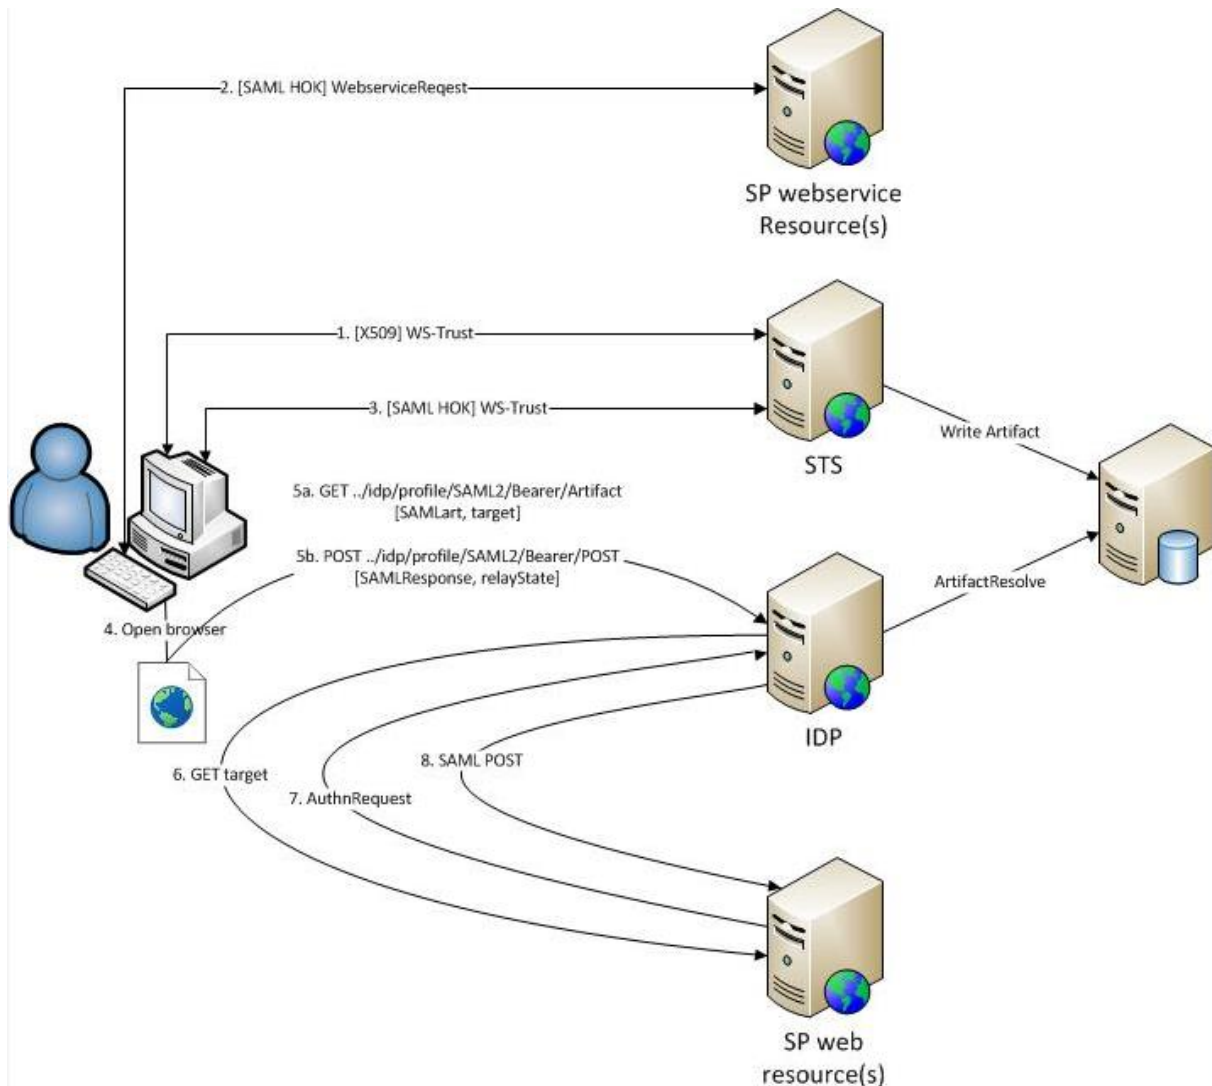 2. [SAML HOK] WebserviceReqest
SP webservice
Resource(s)
1. [X509] WS-Trust
3. [SAML HOK] WS-Trust
Write Artifact
STS
5a. GET ../idp/profile/SAML2/Bearer/Artifact
[SAMLart, target]
5b. POST ../idp/profile/SAML2/Bearer/POST
[SAMLResponse, relayState]
ArtifactResolve
4. Open browser
IDP
8. SAML POST
6. GET target
7. AuthnRequest
SP web
resource(s)